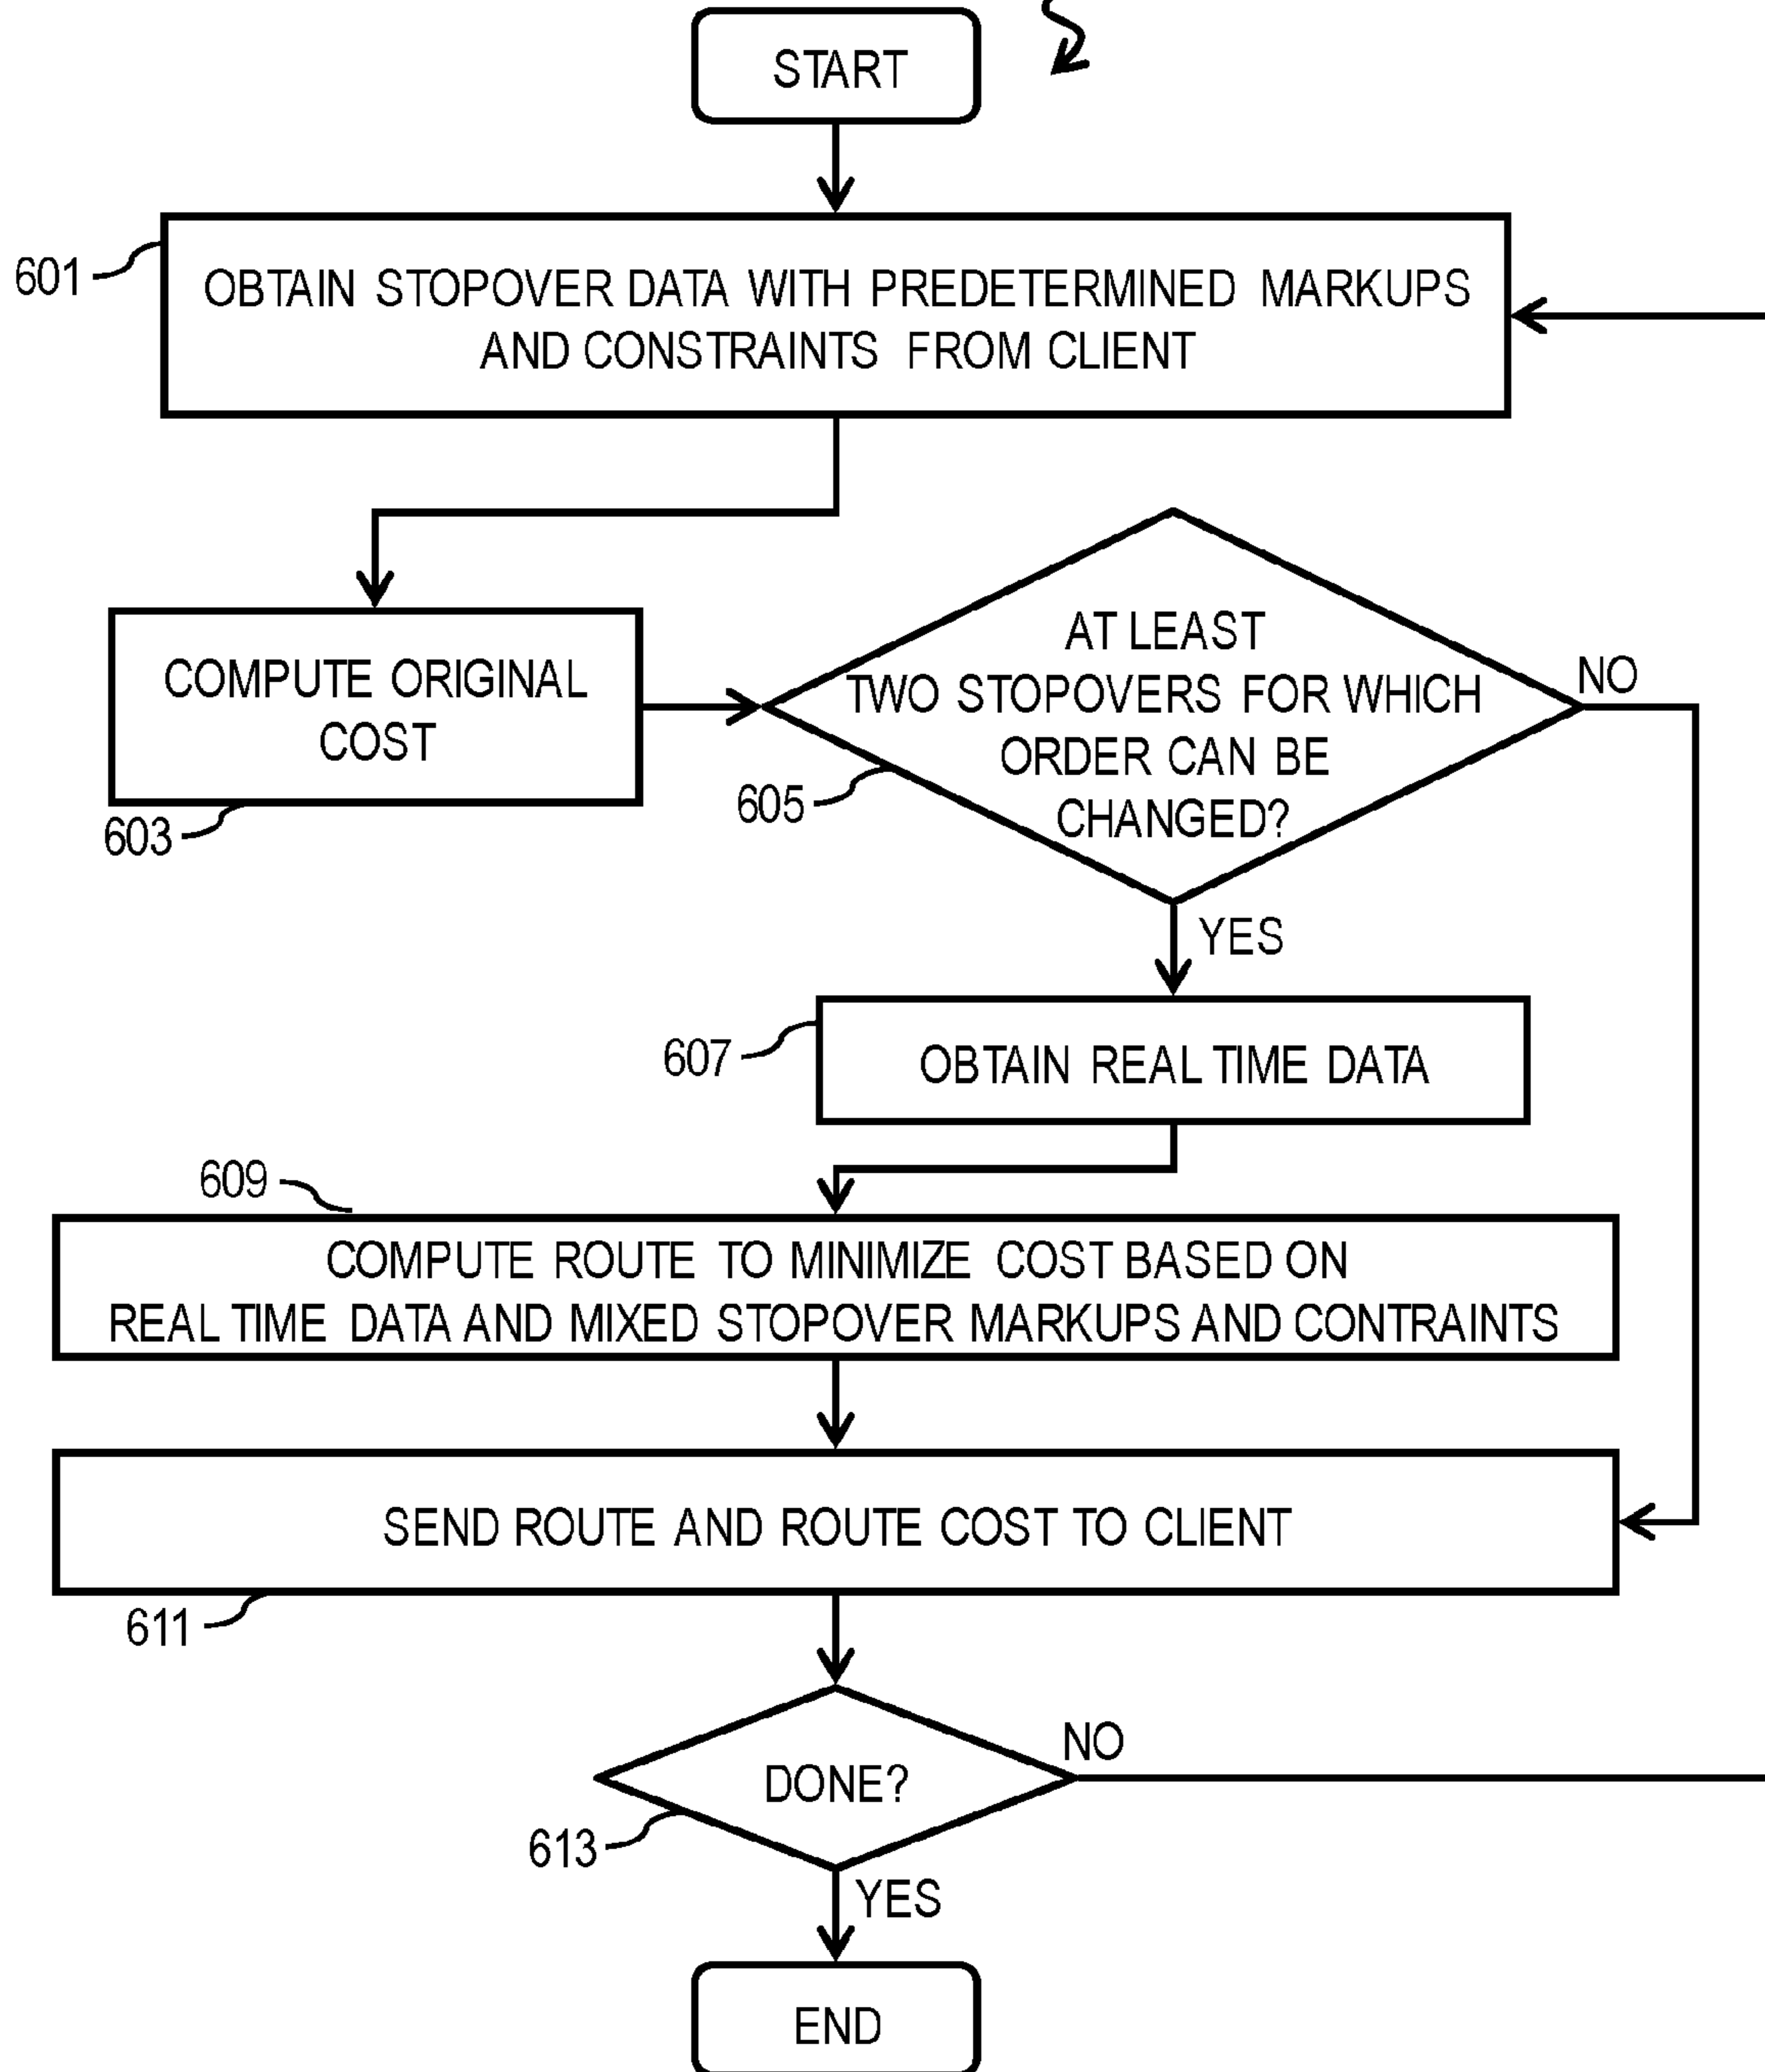 START
601
OBTAIN STOPOVER DATA WITH PREDETERMINED MARKUPS
AND CONSTRAINTS FROM CLIENT
COMPUTE ORIGINAL
COST
603
AT LEAST
TWO STOPOVERS FOR WHICH
ORDER CAN BE
CHANGED?
605
NO
YES
607
OBTAIN REAL TIME DATA
609
COMPUTE ROUTE TO MINIMIZE COST BASED ON
REAL TIME DATA AND MIXED STOPOVER MARKUPS AND CONTRAINTS
SEND ROUTE AND ROUTE COST TO CLIENT
611
DONE?
NO
613
YES
END